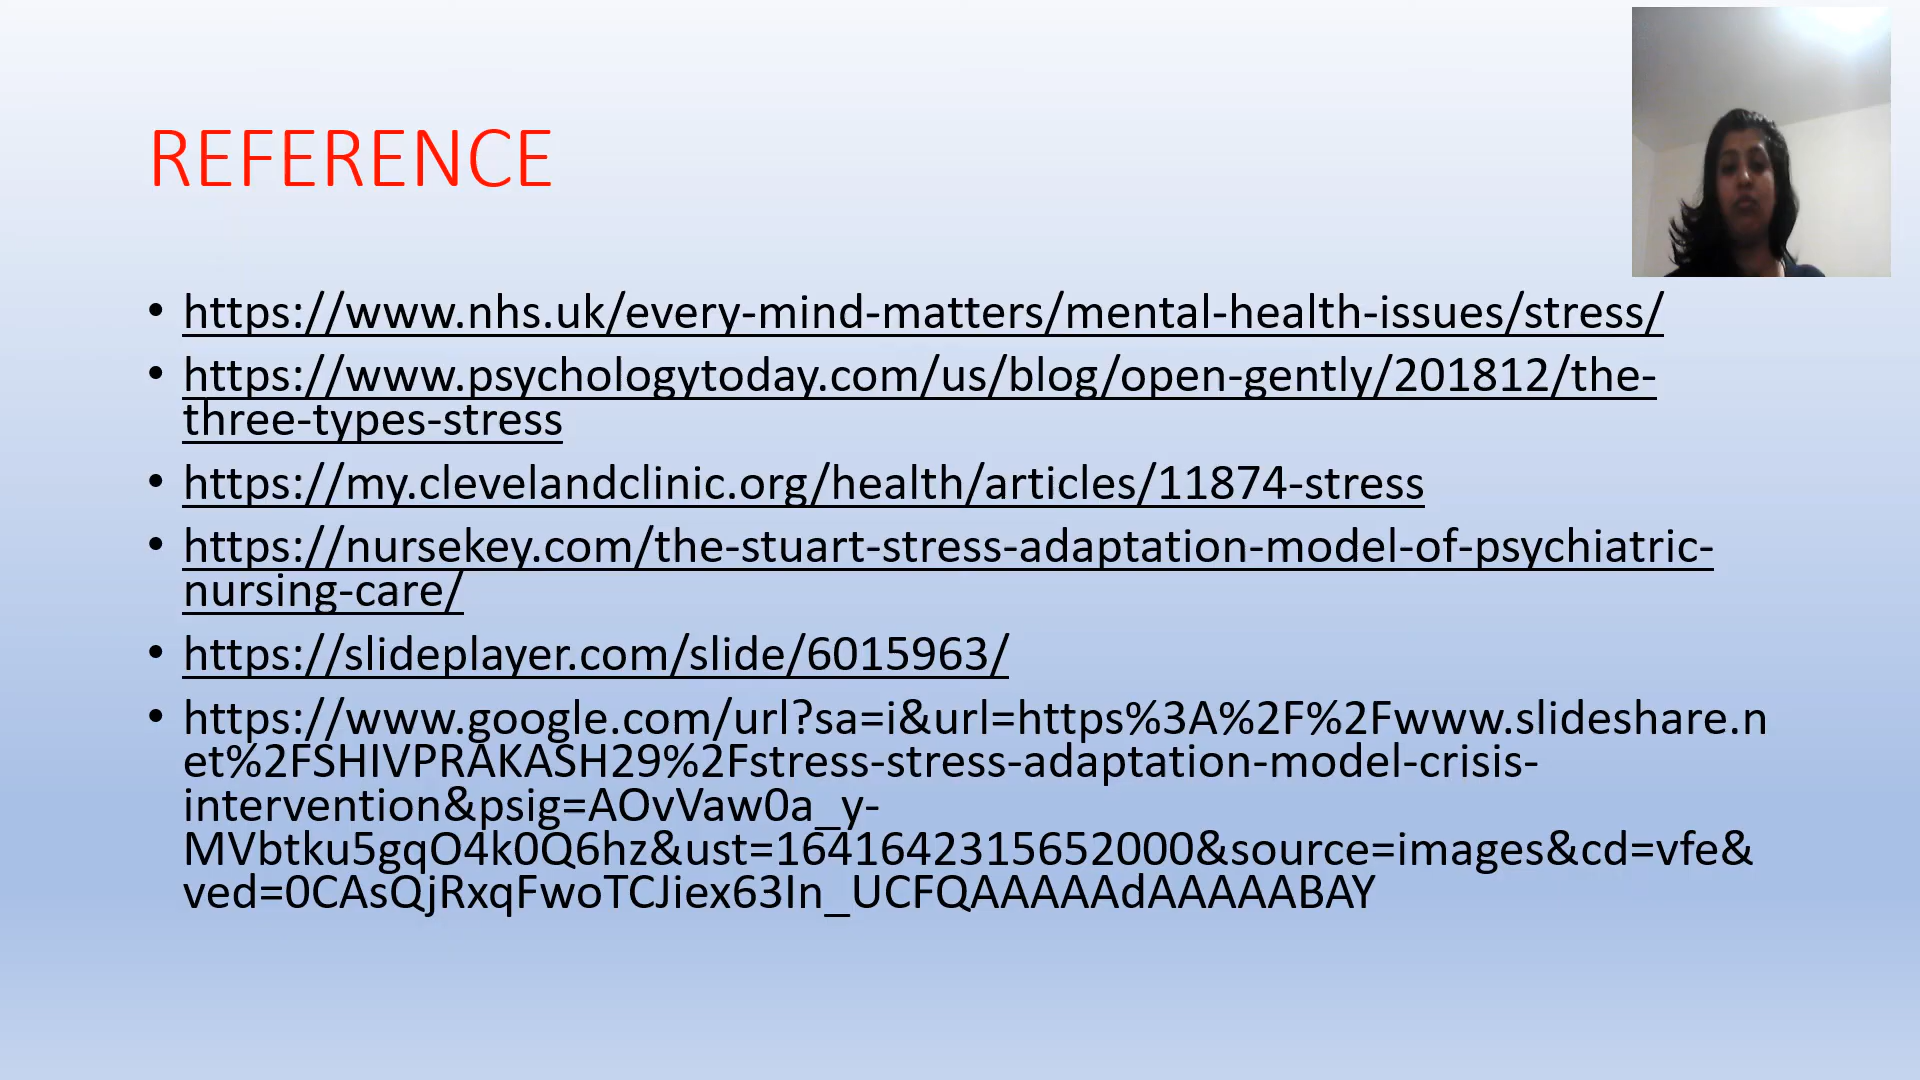 REFERENCE
• https://www.nhs.uk/every-mind-matters/mental-health-issues/stress/
• https://www.psychologytoday.com/us/blog/open-gently/201812/the-
three-types-stress
• https://my.clevelandclinic.org/health/articles/11874-stress
• https://nursekey.com/the-stuart-stress-adaptation-model-of-psychiatric-
nursing-care/
• https://slideplayer.com/slide/6015963/
• https://www.google.com/url?sa=i&url=https%3A%2F%2Fwww.slideshare.n
et%2FSHIVPRAKASH29%2Fstress-stress-adaptation-model-crisis-
intervention&psig=AOvVaw0a_y-
MVbtku5gqO4k0Q6hz&ust=1641642315652000&source=images&cd=vfe&
ved=0CAsQjRxqFwoTCJiex63In_UCFQAAAAAdAAAAABAY